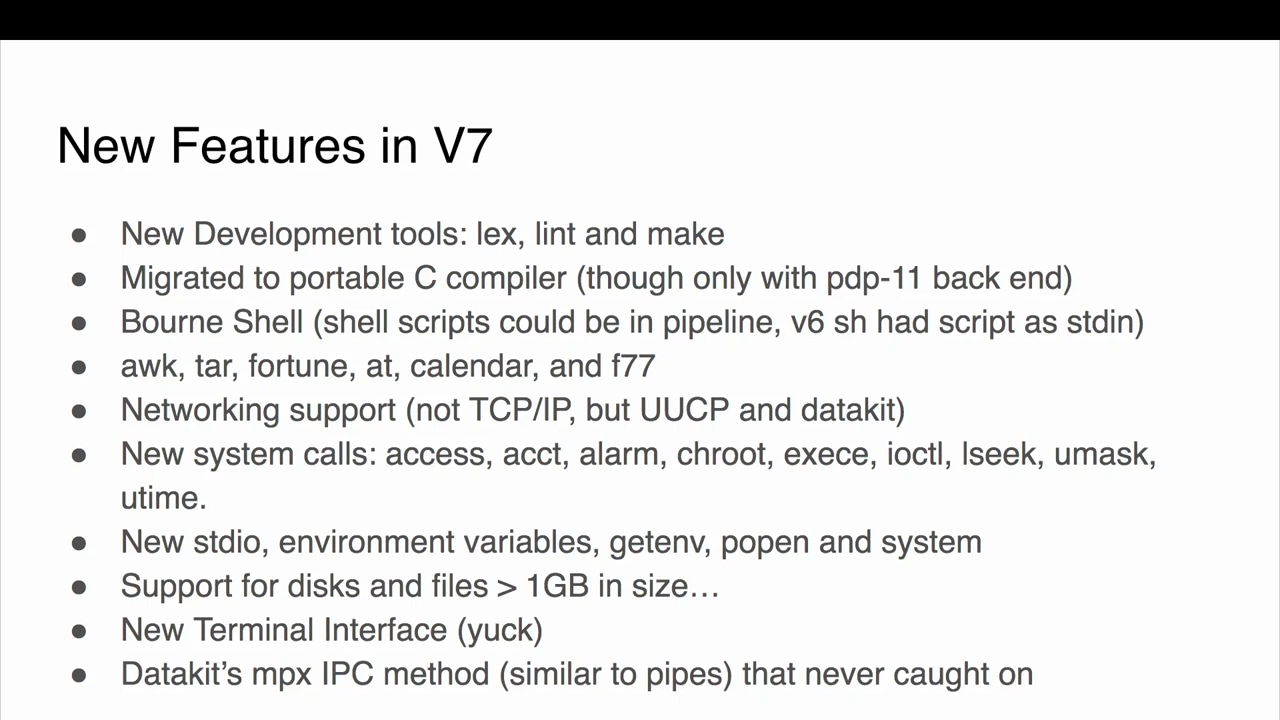 New Features in V7
● New Development tools: lex, lint and make
● Migrated to portable C compiler (though only with pdp-11 back end)
● Bourne Shell (shell scripts could be in pipeline, v6 sh had script as stdin)
● awk, tar, fortune, at, calendar, and f77
● Networking support (not TCP/IP, but UUCP and datakit)
● New system calls: access, acct, alarm, chroot, exece, ioctl, lseek, umask,
utime.
● New stdio, environment variables, getenv, popen and system
● Support for disks and files > 1GB in size…
● New Terminal Interface (yuck)
● Datakit’s mpx IPC method (similar to pipes) that never caught on